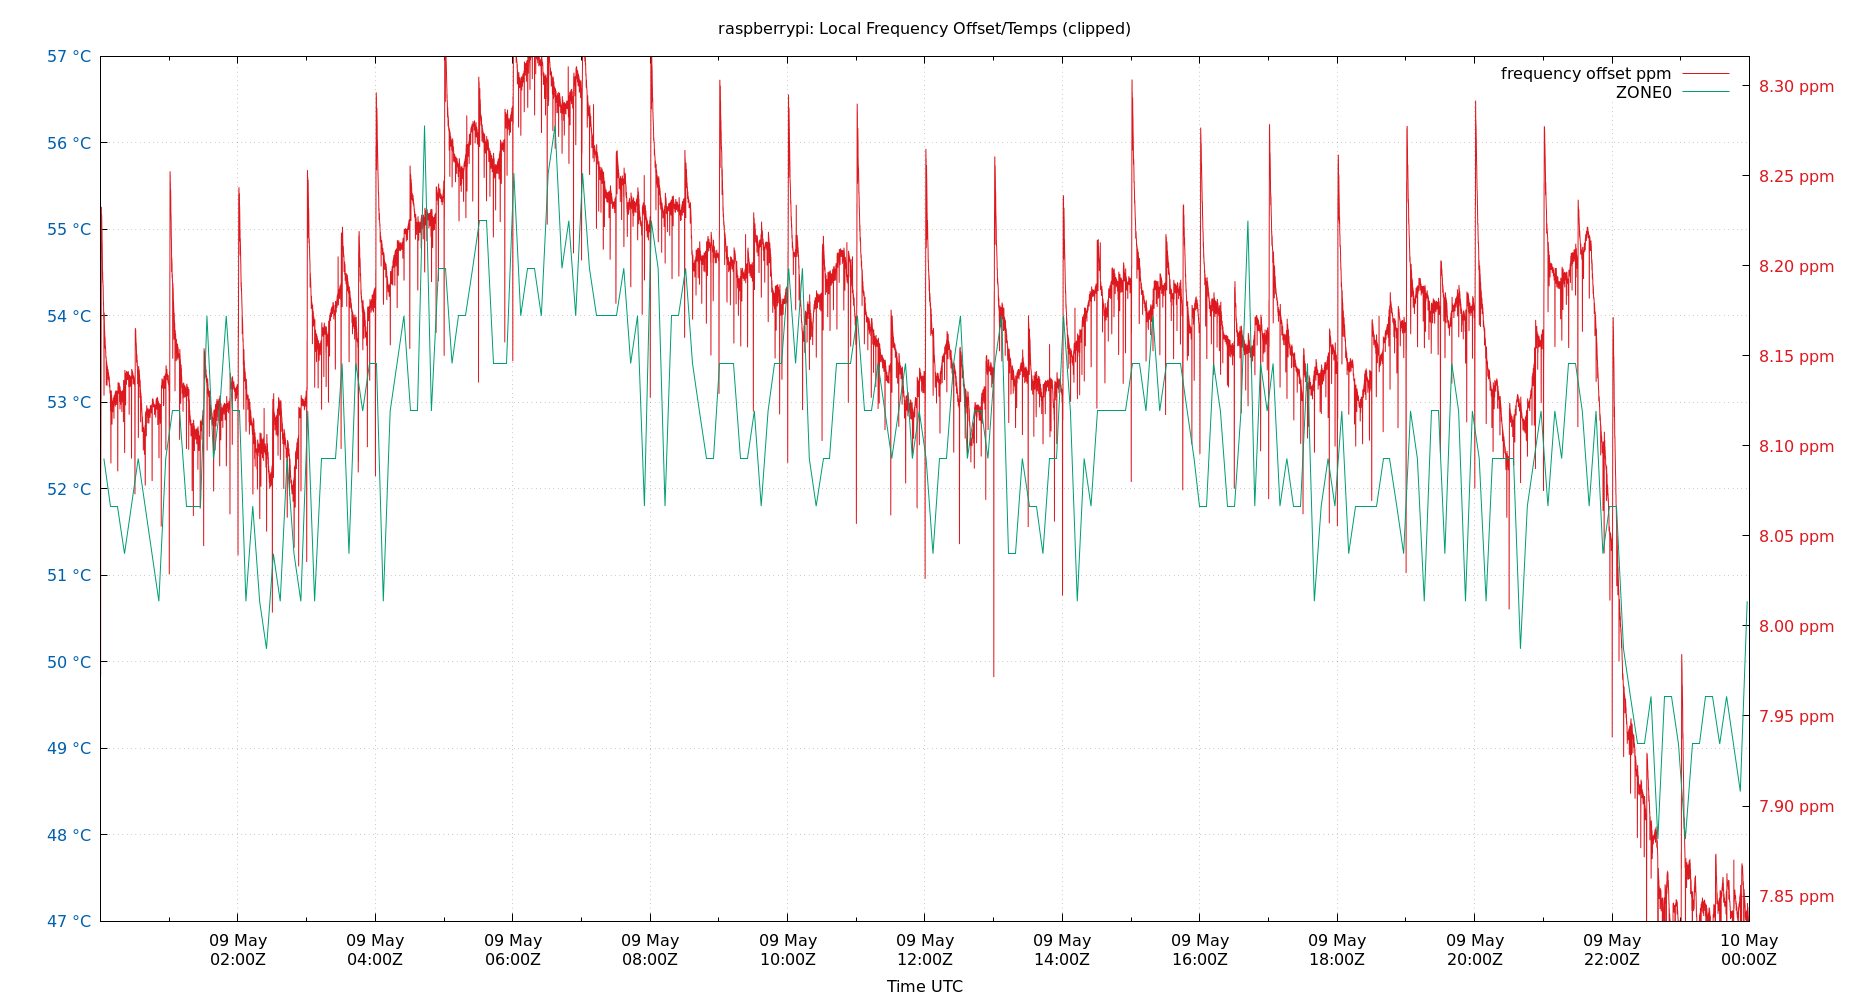 raspberrypi: Local Frequency Offset/Temps (clipped)
frequency offset ppm
ZONE0
57 °C
56 °C
55 °C
54 °C
53 °C
52 °C
51 °C
50 °C
49 °C
48 °C
47 °C
8.30 ppm
8.25 ppm
8.20 ppm
8.15 ppm
8.10 ppm
8.05 ppm
8.00 ppm
7.95 ppm
7.90 ppm
7.85 ppm
09 May 09 May 09 May 09 May 09 May 09 May 09 May 09 May 09 May 09 May 09 May 10 May
02:00Z 04:00Z 06:00Z 08:00Z 10:00Z 12:00Z 14:00Z 16:00Z 18:00Z 20:00Z 22:00Z 00:00Z
Time UTC